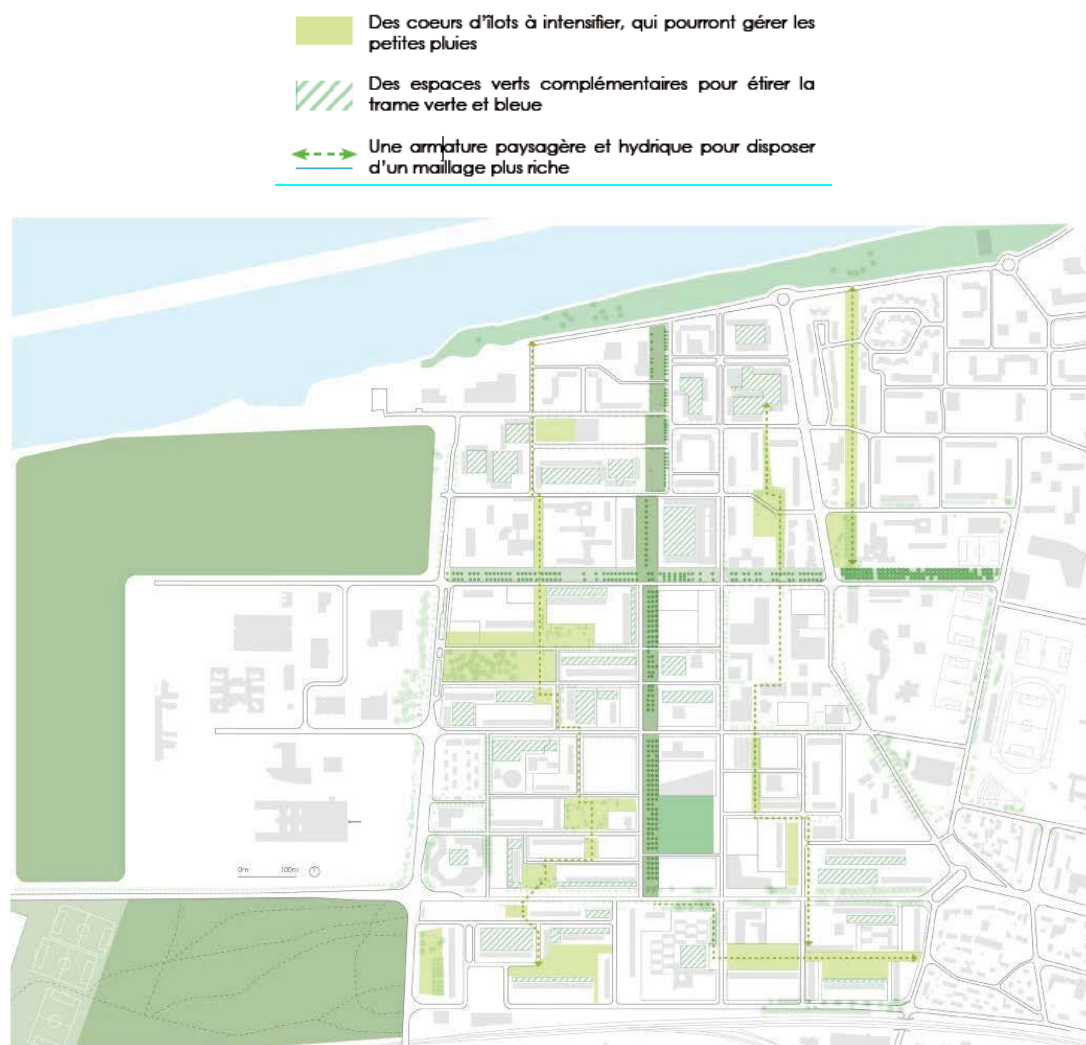 Des coeurs d'îlots à intensifier, qui pourront gérer les
petites pluies
Des espaces verts complémentaires pour étirer la
trame verte et bleue
Une armature paysagère et hydrique pour disposer
d'un maillage plus riche
0m 100m